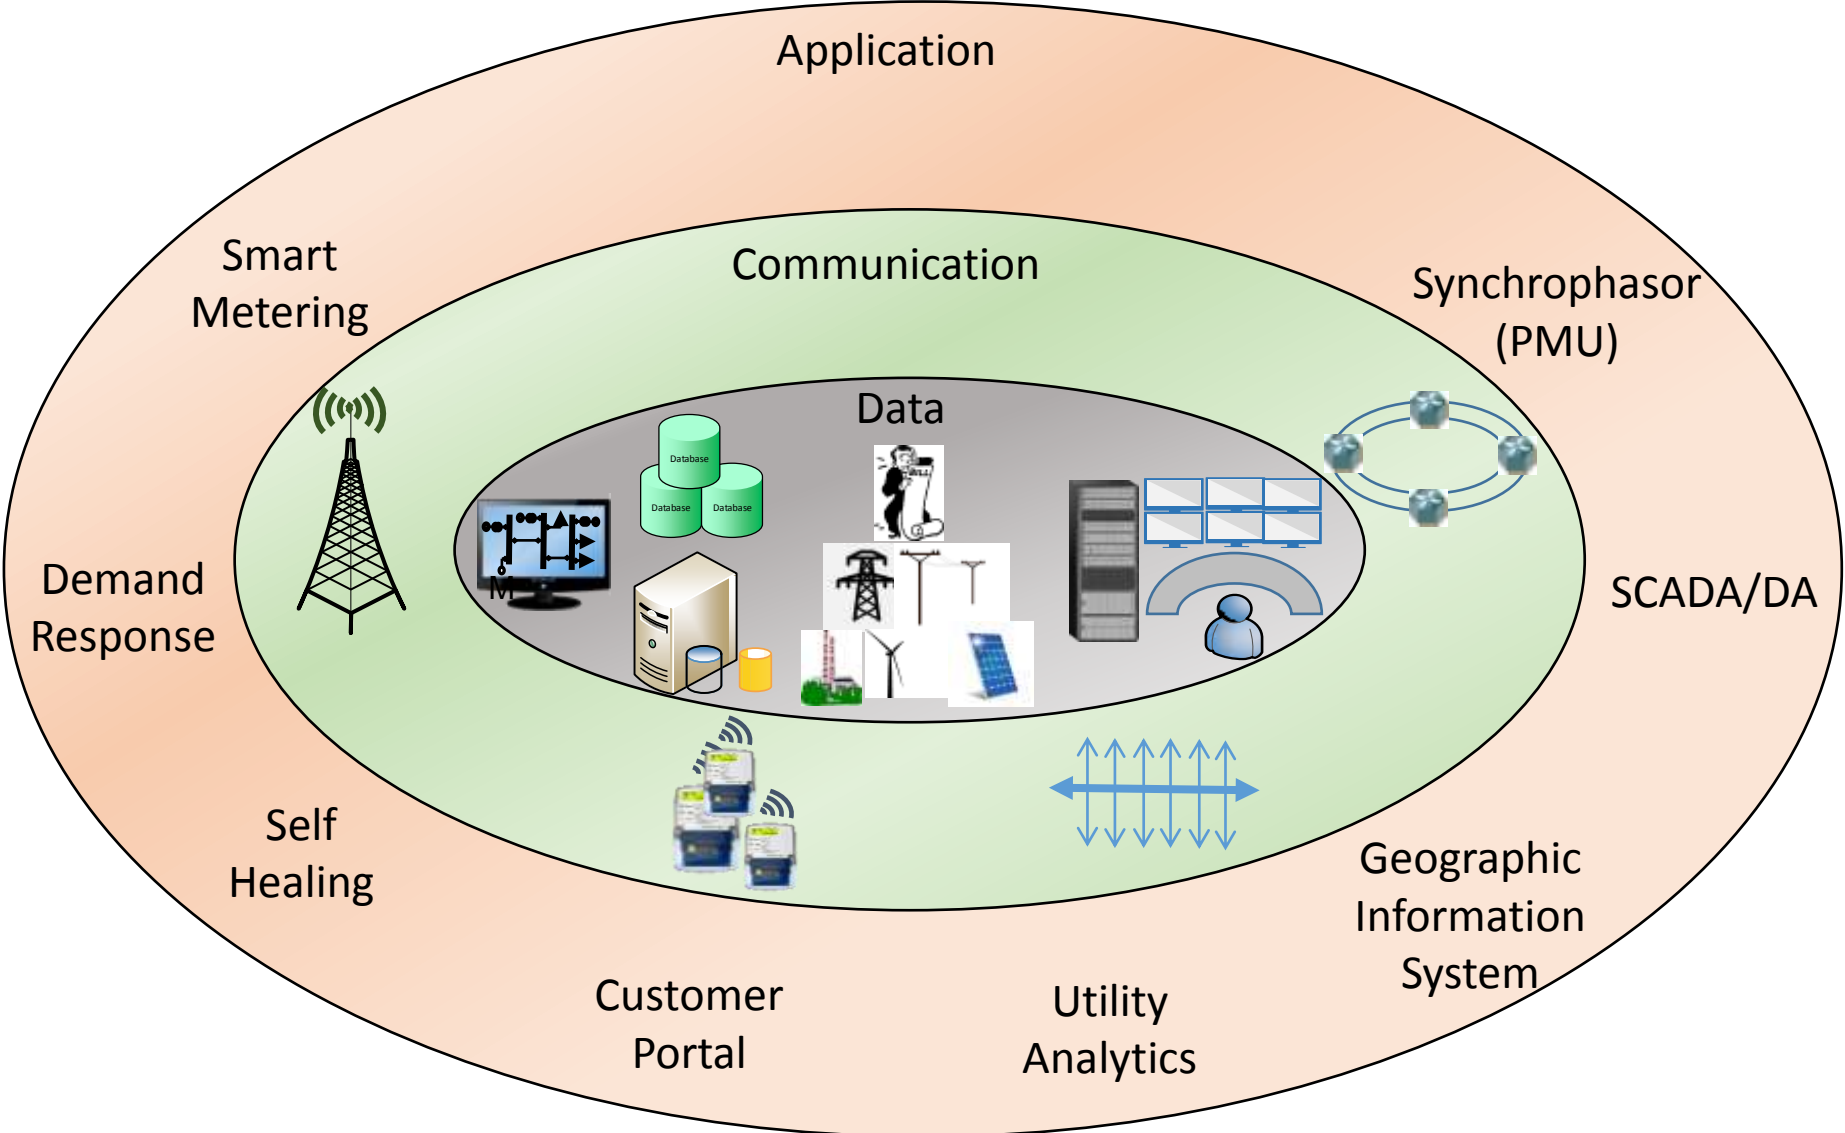 Application
Smart
Metering
Communication
Synchrophasor
(PMU)
Data
Database
Database
Database
BILL
M
Demand
Response
SCADA/DA
Self
Healing
Geographic
Information
System
Customer
Portal
Utility
Analytics